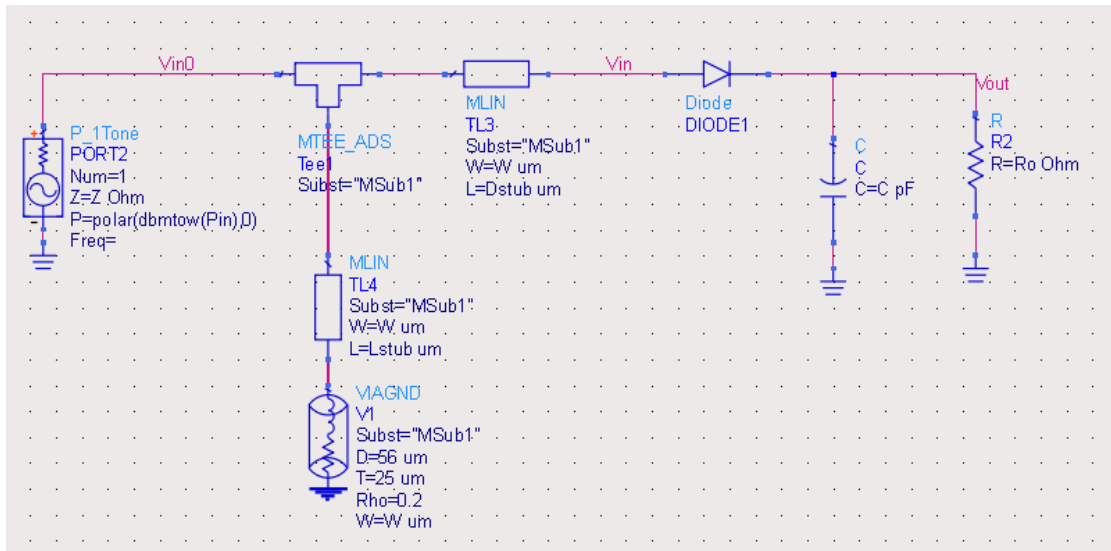 Vin0
Vin
Vout
+
P_1Tone
PORT2
Num=1
Z=Z Ohm
P=polar(dbmtow(Pin),0)
Freq=
-
MTEE_ADS
Tee1
Subst="MSub1"
MLIN
TL3
Subst="MSub1"
W=W um
L=Dstub um
Diode
DIODE1
C
C
C=C pF
R
R2
R=Ro Ohm
MLIN
TL4
Subst="MSub1"
W=W um
L=Lstub um
VIAGND
V1
Subst="MSub1"
D=56 um
T=25 um
Rho=0.2
W=W um